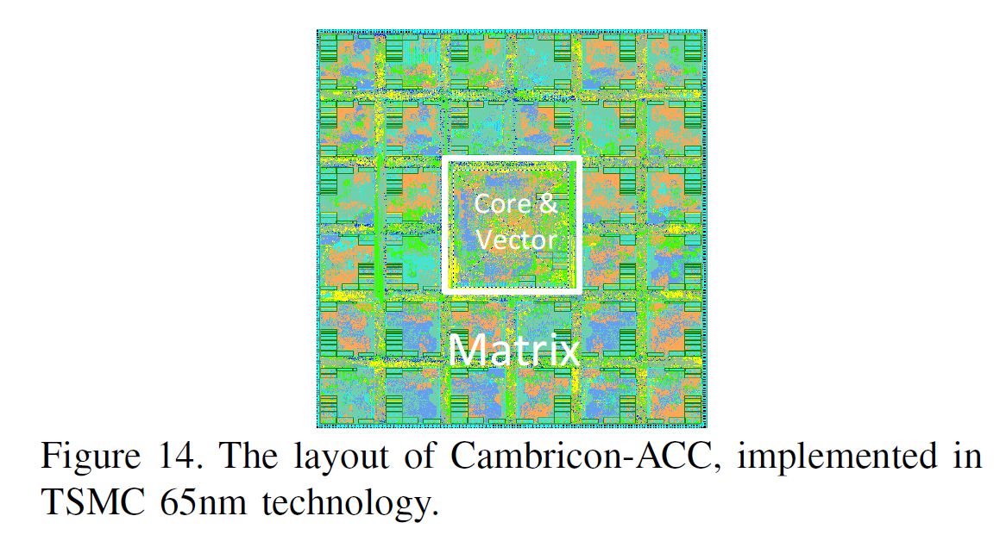 Core &
Vector
Matrix
Figure 14. The layout of Cambricon-ACC, implemented in
TSMC 65nm technology.